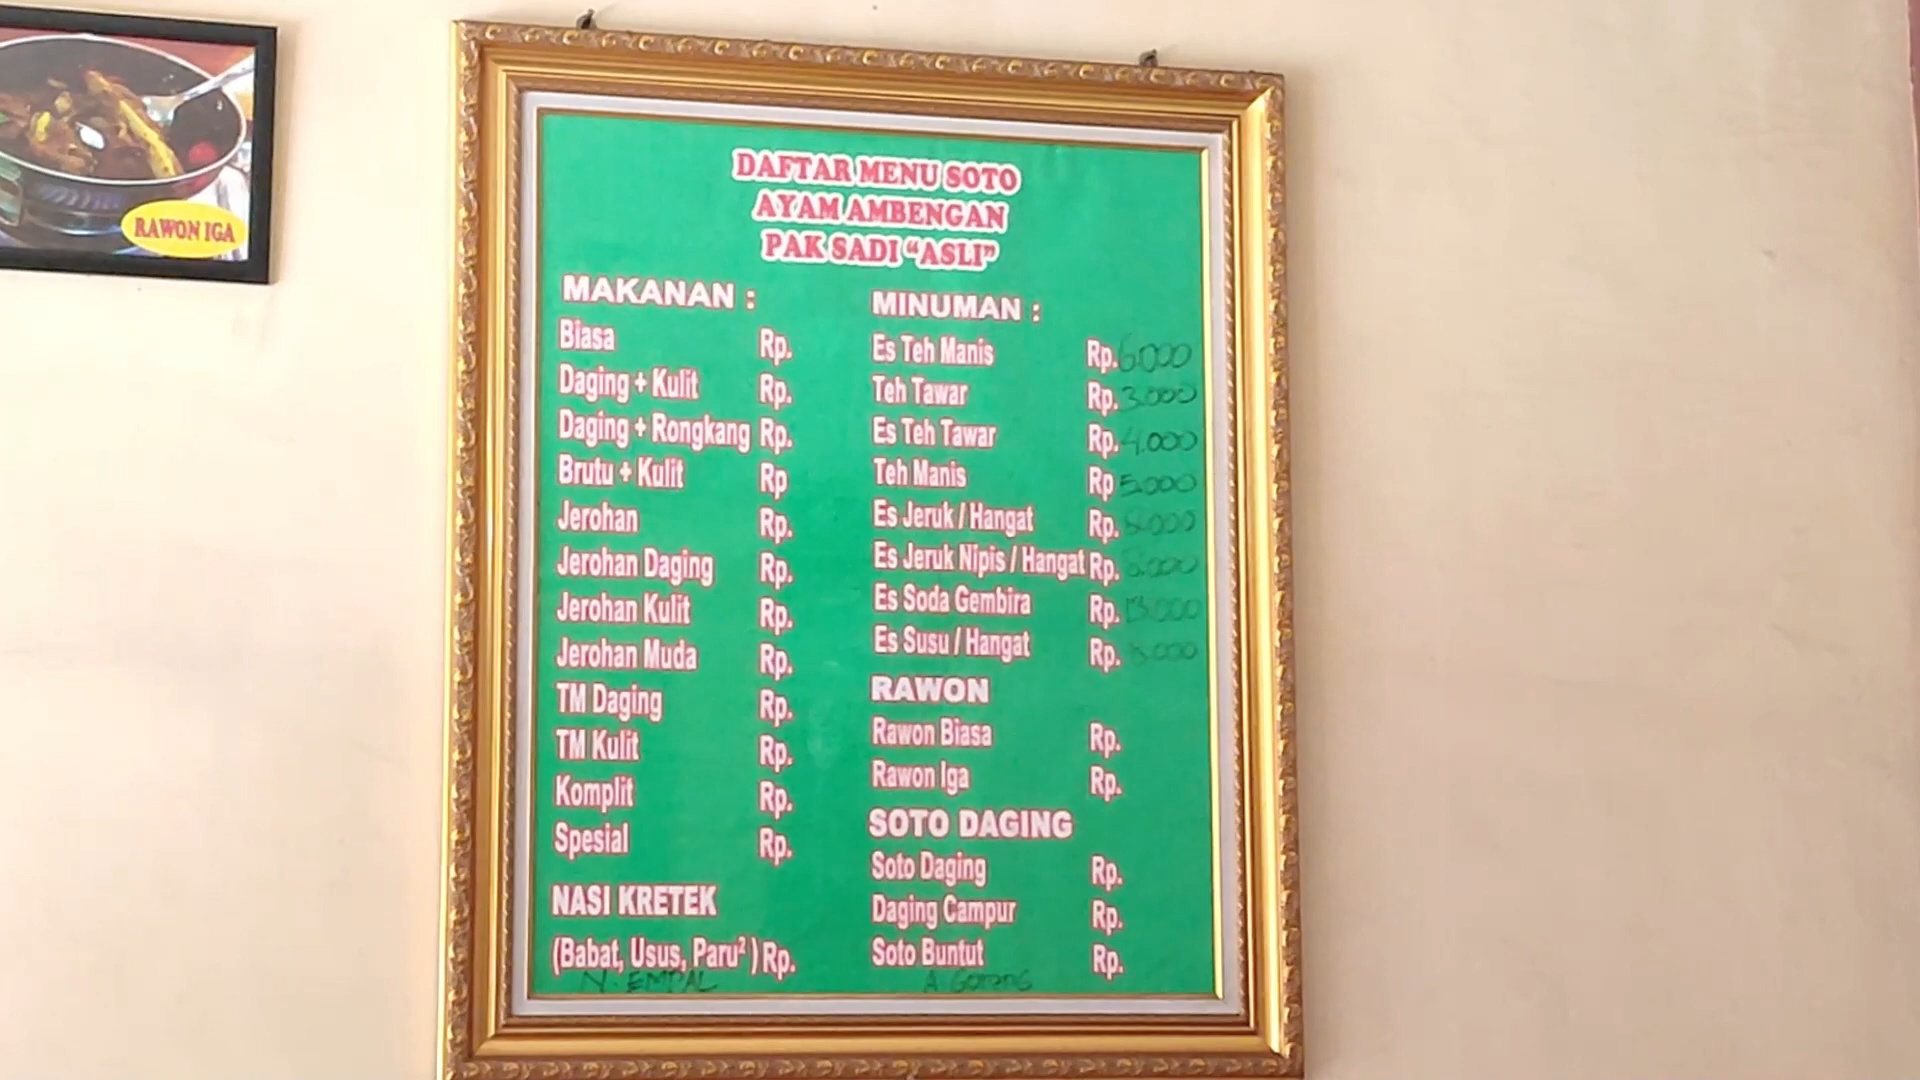 RAWON IGA
DAFTAR MENU SOTO
AYAM AMBENGAN
PAK SADI “ASLI”
MAKANAN :
Biasa Rp.
Daging + Kulit Rp.
Daging + Rongkang Rp.
Brutu + Kulit Rp
Jerohan Rp.
Jerohan Daging Rp.
Jerohan Kulit Rp.
Jerohan Muda Rp.
TM Daging Rp.
TM Kulit Rp.
Komplit Rp.
Spesial Rp.
NASI KRETEK
(Babat, Usus, Paru² ) Rp.
N. EMPAL
MINUMAN :
Es Teh Manis Rp. 6.000
Teh Tawar Rp. 3.000
Es Teh Tawar Rp. 4.000
Teh Manis Rp 5.000
Es Jeruk / Hangat Rp.
Es Jeruk Nipis / Hangat Rp.
Es Soda Gembira Rp. 13.000
Es Susu / Hangat Rp.
RAWON
Rawon Biasa Rp.
Rawon Iga Rp.
SOTO DAGING
Soto Daging Rp.
Daging Campur Rp.
Soto Buntut Rp.
A. Goreng